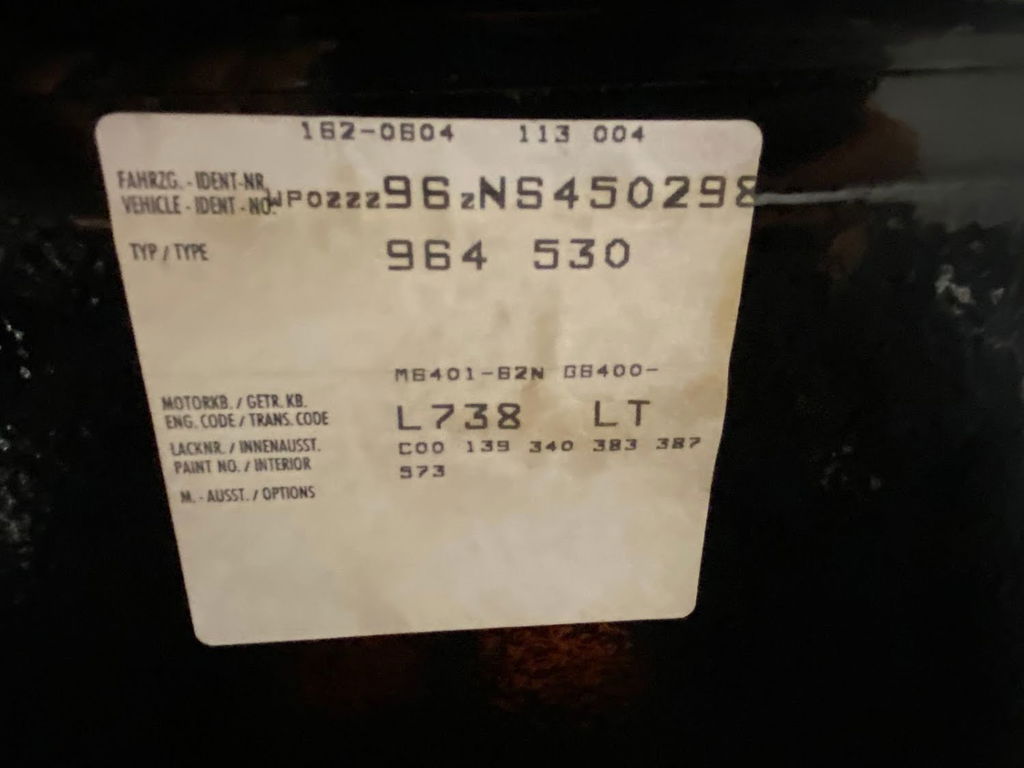 162-0604 113 004
FAHRZG. - IDENT-NR.
VEHICLE - IDENT - NO. WP0ZZZ96ZNS450298
TYP / TYPE 964 530
M6401-62N G6400-
MOTORKB. / GETR. KB.
ENG. CODE / TRANS. CODE L738 LT
LACKNR. / INNENAUSST. C00 139 340 383 387
PAINT NO. / INTERIOR 573
M. - AUSST. / OPTIONS